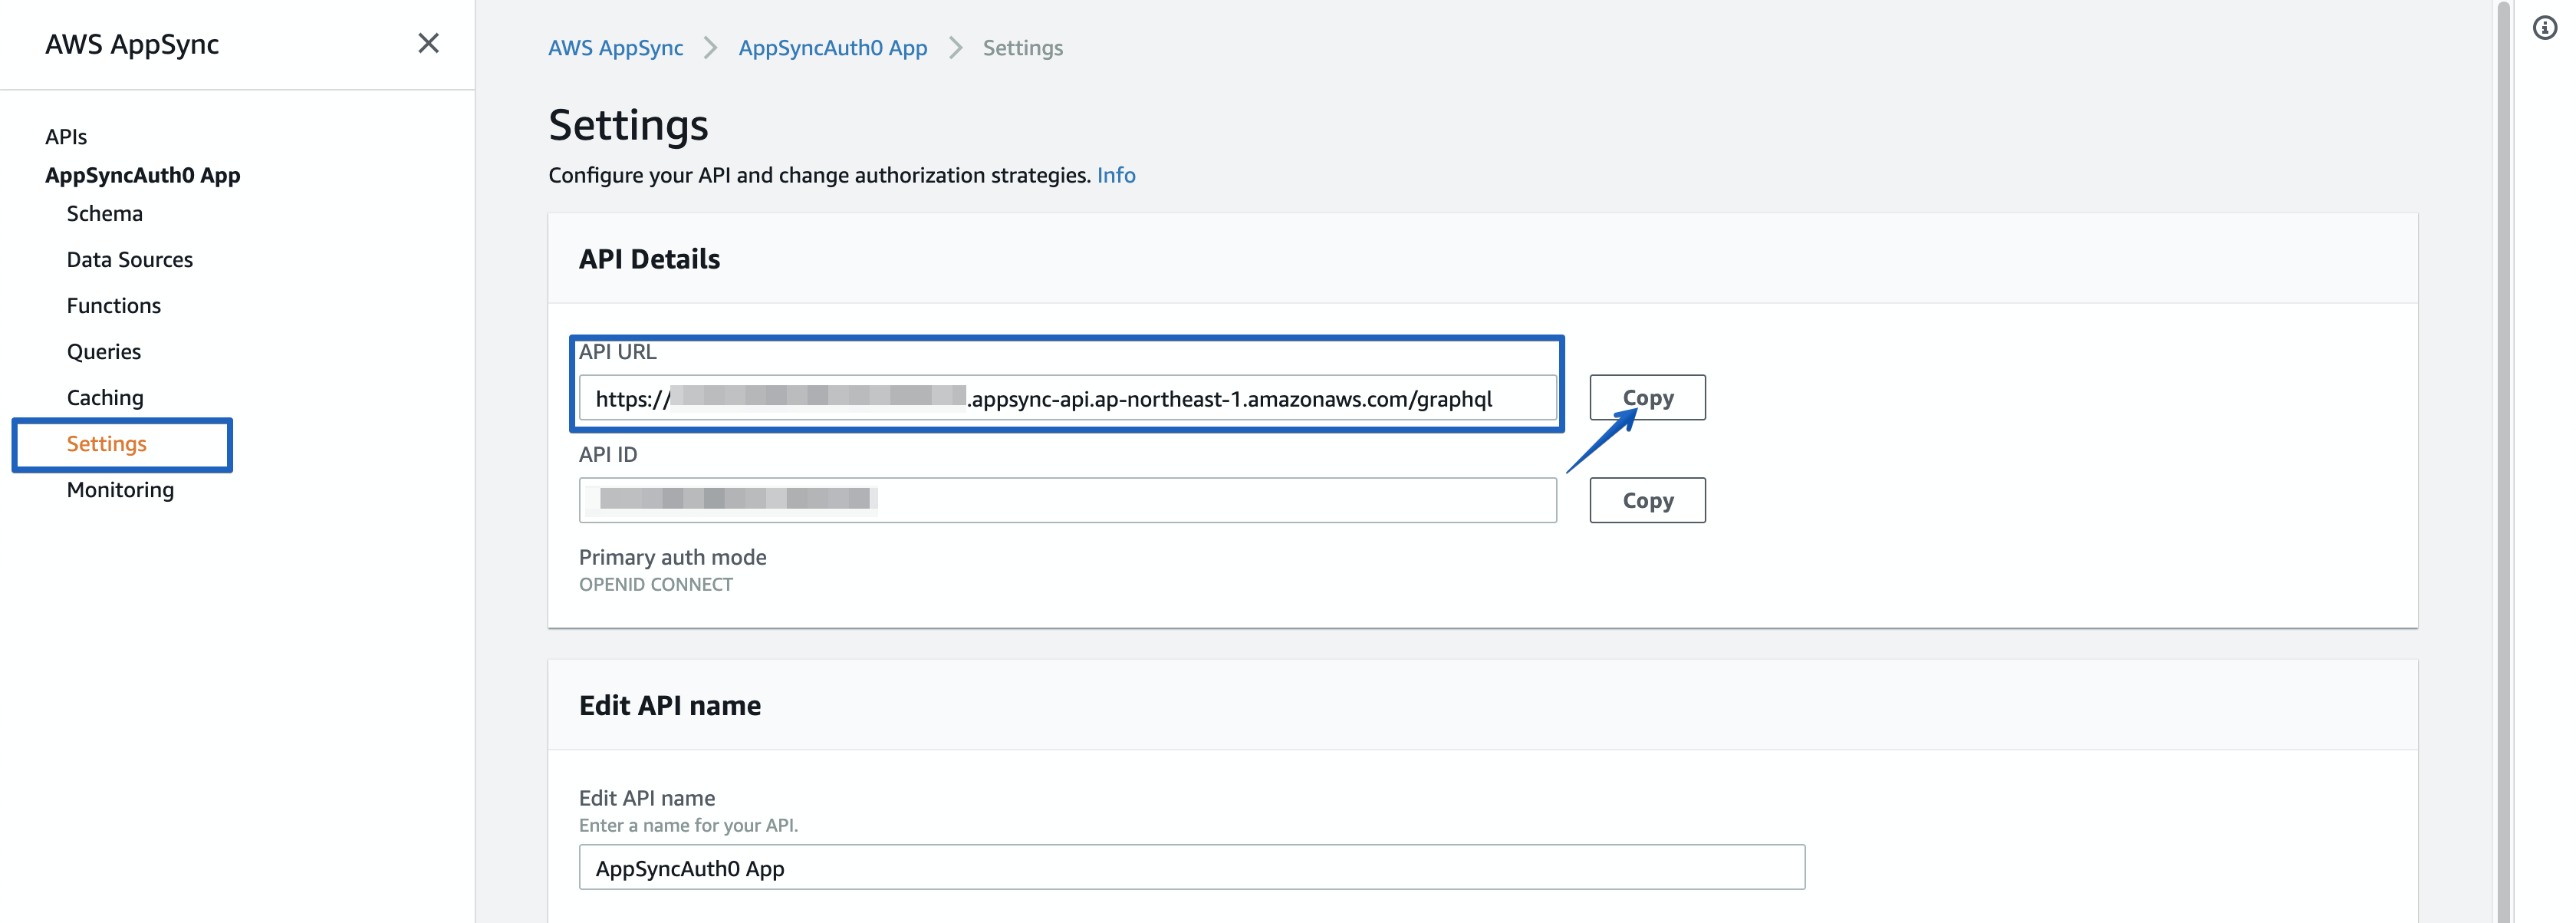 AWS AppSync
APIs
AppSyncAuth0 App
Schema
Data Sources
Functions
Queries
Caching
Settings
Monitoring
AWS AppSync > AppSyncAuth0 App > Settings
Settings
Configure your API and change authorization strategies. Info
API Details
API URL
https:// .appsync-api.ap-northeast-1.amazonaws.com/graphql
Copy
API ID
Copy
Primary auth mode
OPENID CONNECT
Edit API name
Edit API name
Enter a name for your API.
AppSyncAuth0 App